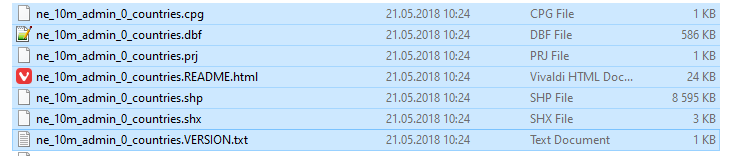 ne_10m_admin_0_countries.cpg 21.05.2018 10:24 CPG File 1 KB
ne_10m_admin_0_countries.dbf 21.05.2018 10:24 DBF File 586 KB
ne_10m_admin_0_countries.prj 21.05.2018 10:24 PRJ File 1 KB
ne_10m_admin_0_countries.README.html 21.05.2018 10:24 Vivaldi HTML Doc... 24 KB
ne_10m_admin_0_countries.shp 21.05.2018 10:24 SHP File 8 595 KB
ne_10m_admin_0_countries.shx 21.05.2018 10:24 SHX File 3 KB
ne_10m_admin_0_countries.VERSION.txt 21.05.2018 10:24 Text Document 1 KB